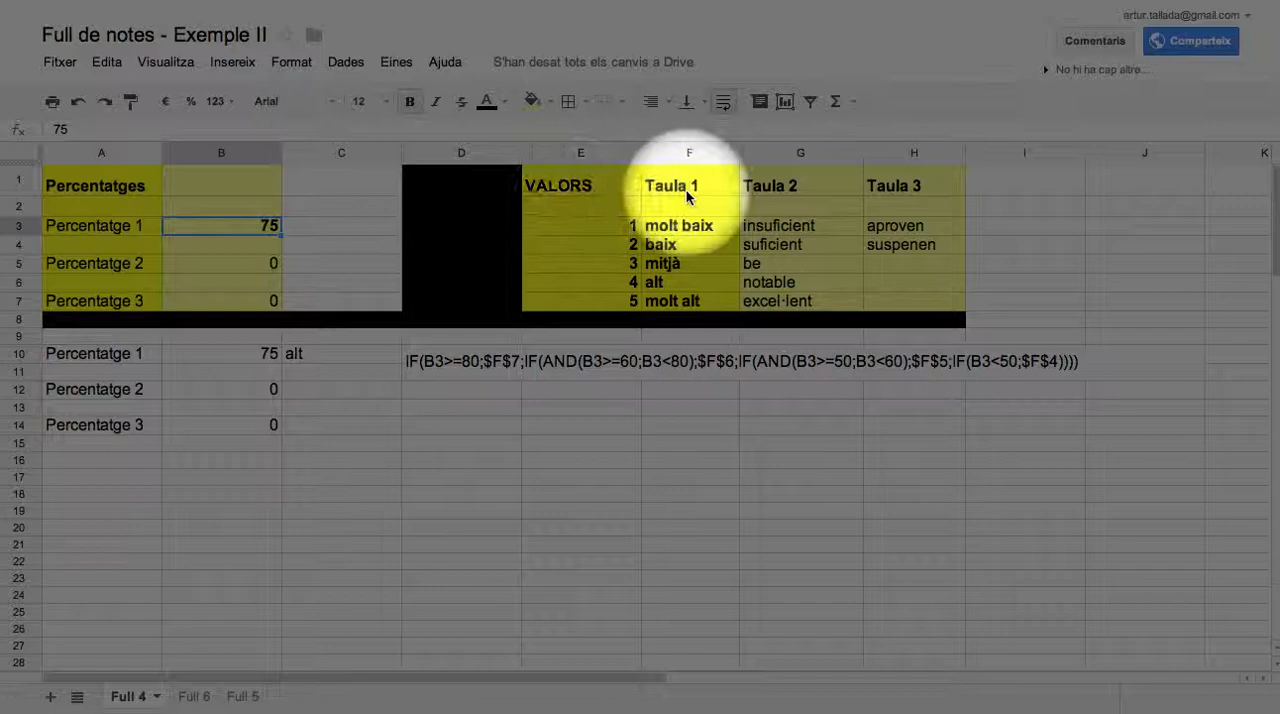 artur.tallada@gmail.com
Full de notes - Exemple II
Comentaris
Comparteix
Fitxer Edita Visualitza Insereix Format Dades Eines Ajuda S'han desat tots els canvis a Drive
No hi ha cap altre...
€ % 123 Arial 12 B I S A Σ
fx 75
A B C D E F G H I J K
1 Percentatges VALORS Taula 1 Taula 2 Taula 3
2
3 Percentatge 1 75 1 molt baix insuficient aproven
4 2 baix suficient suspenen
5 Percentatge 2 0 3 mitjà be
6 4 alt notable
7 Percentatge 3 0 5 molt alt excel·lent
8
9
10 Percentatge 1 75 alt IF(B3>=80;$F$7;IF(AND(B3>=60;B3<80);$F$6;IF(AND(B3>=50;B3<60);$F$5;IF(B3<50;$F$4))))
11
12 Percentatge 2 0
13
14 Percentatge 3 0
15
16
17
18
19
20
21
22
23
24
25
26
27
28
Full 4 Full 6 Full 5